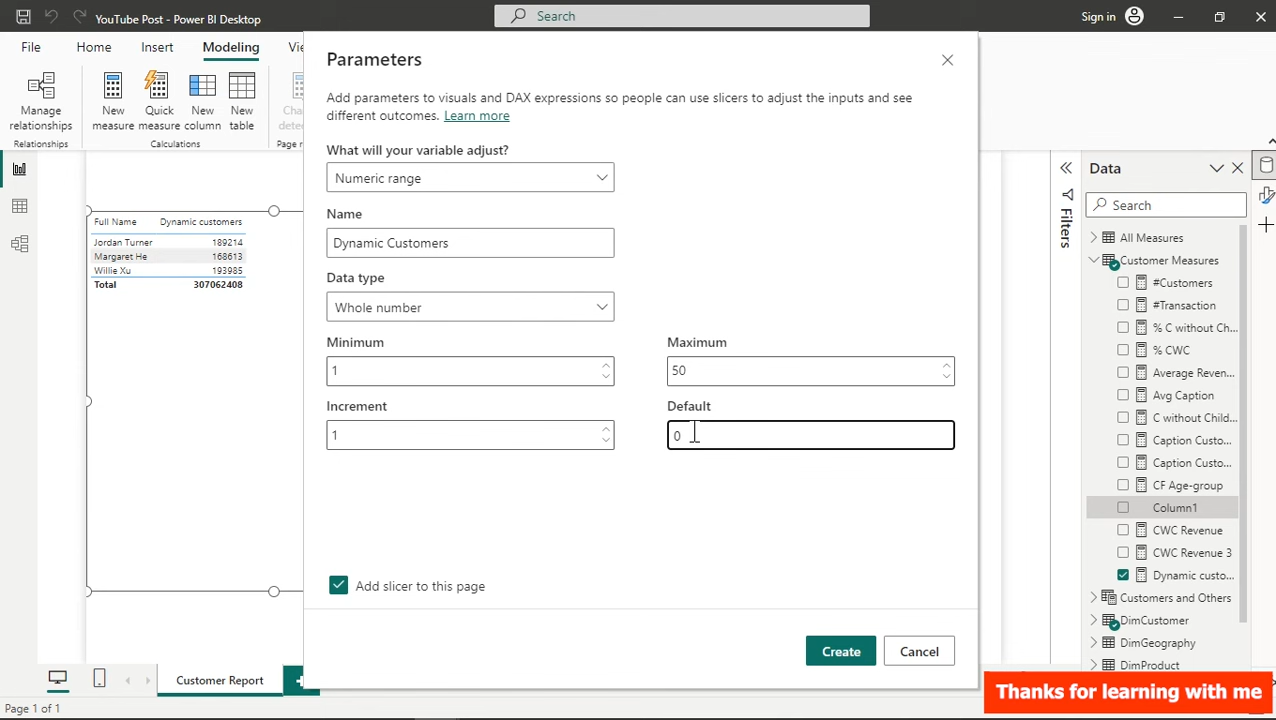 YouTube Post - Power BI Desktop
Search
Sign in
File
Home
Insert
Modeling
Manage relationships
New measure
Quick measure
New column
New table
Relationships
Calculations
Parameters
Add parameters to visuals and DAX expressions so people can use slicers to adjust the inputs and see
different outcomes. Learn more
What will your variable adjust?
Numeric range
Name
Dynamic Customers
Data type
Whole number
Minimum
Maximum
1
50
Increment
Default
1
0
Add slicer to this page
Create
Cancel
Full Name Dynamic customers
Jordan Turner 189214
Margaret He 168613
Willie Xu 193985
Total 307062408
Filters
Data
Search
All Measures
Customer Measures
#Customers
#Transaction
% C without Ch...
% CWC
Average Reven...
Avg Caption
C without Child...
Caption Custo...
Caption Custo...
CF Age-group
Column1
CWC Revenue
CWC Revenue 3
Dynamic custo...
Customers and Others
DimCustomer
DimGeography
DimProduct
Customer Report
Page 1 of 1
Thanks for learning with me